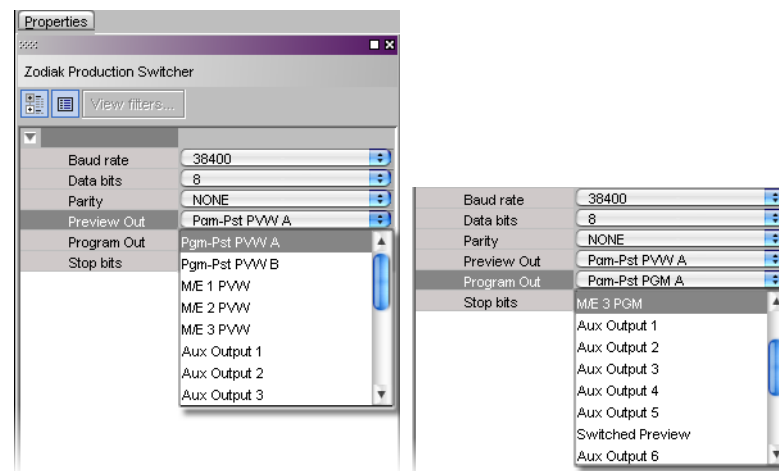 Properties
Zodiak Production Switcher
View filters...
Baud rate 38400
Data bits 8
Parity NONE
Preview Out Pgm-Pst PVW A
Program Out Pgm-Pst PVW A
Stop bits Pgm-Pst PVW B
M/E 1 PVW
M/E 2 PVW
M/E 3 PVW
Aux Output 1
Aux Output 2
Aux Output 3
Baud rate 38400
Data bits 8
Parity NONE
Preview Out Pgm-Pst PVW A
Program Out Pgm-Pst PGM A
Stop bits M/E 3 PGM
Aux Output 1
Aux Output 2
Aux Output 3
Aux Output 4
Aux Output 5
Switched Preview
Aux Output 6